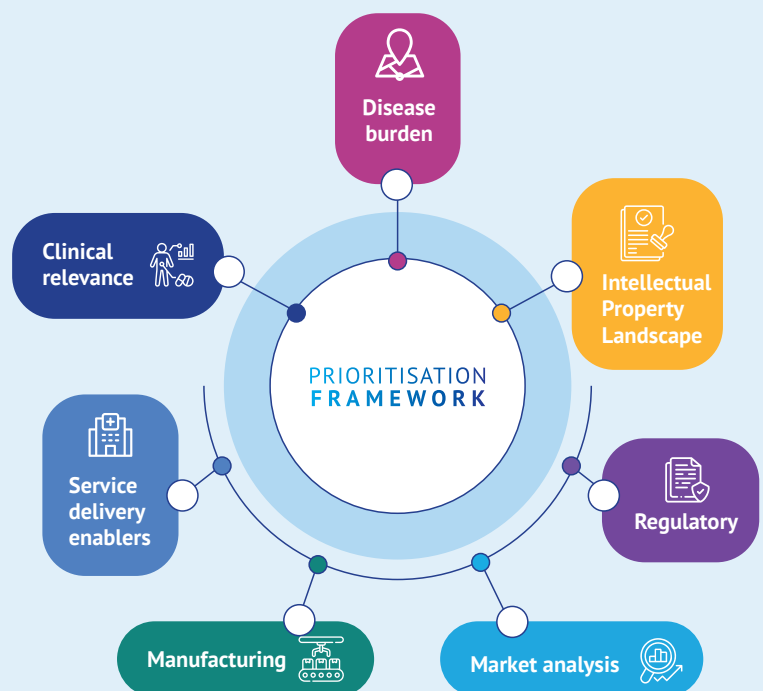 Disease
burden
Clinical
relevance
Intellectual
Property
Landscape
PRIORITISATION
FRAMEWORK
Service
delivery
enablers
Regulatory
Manufacturing
Market analysis